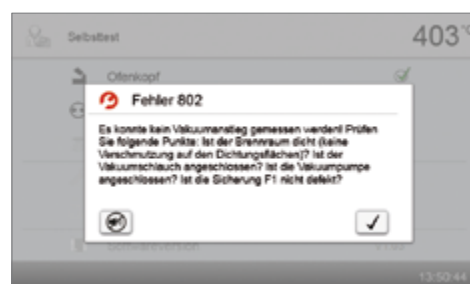 Selbsttest
403 °C
Ofenkopf
Fehler 802
Es konnte kein Vakuumanstieg gemessen werden! Prüfen
Sie folgende Punkte: Ist der Brennraum dicht (keine
Verschmutzung auf den Dichtungsflächen)? Ist der
Vakuumschlauch angeschlossen? Ist die Vakuumpumpe
angeschlossen? Ist die Sicherung F1 nicht defekt?
Softwareversion
13:50:44